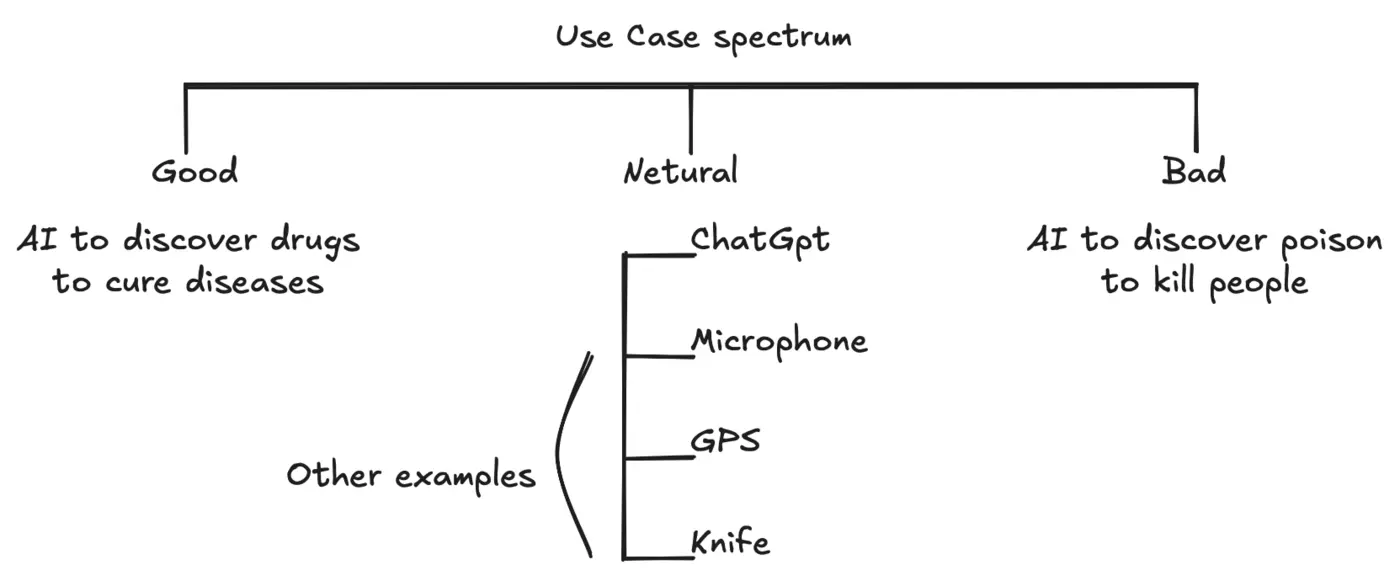 Use Case spectrum
Good
Netural
Bad
AI to discover drugs
to cure diseases
ChatGpt
Microphone
GPS
Knife
Other examples
AI to discover poison
to kill people